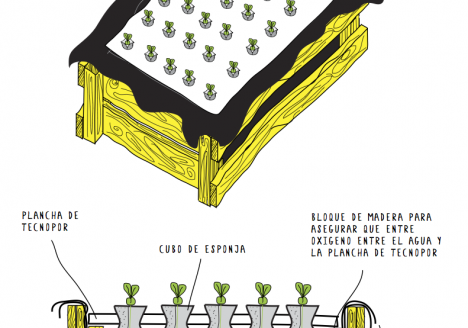 PLANCHA DE
TECNOPOR
CUBO DE ESPONJA
BLOQUE DE MADERA PARA
ASEGURAR QUE ENTRE
OXIGENO ENTRE EL AGUA Y
LA PLANCHA DE TECNOPOR